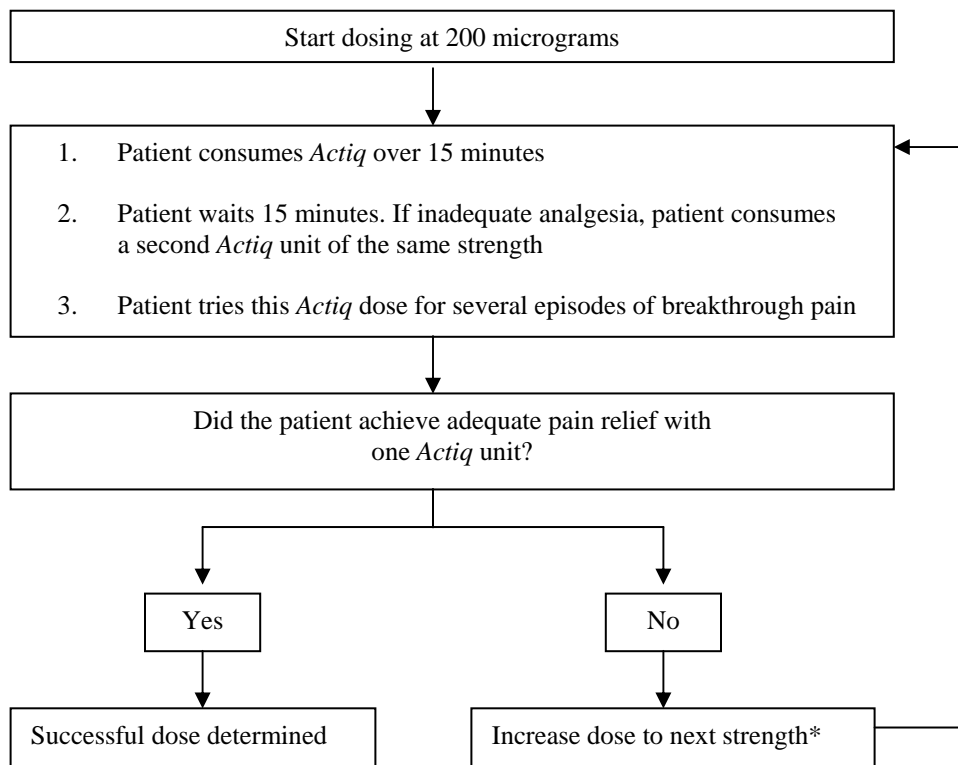 Start dosing at 200 micrograms
1. Patient consumes Actiq over 15 minutes
2. Patient waits 15 minutes. If inadequate analgesia, patient consumes
a second Actiq unit of the same strength
3. Patient tries this Actiq dose for several episodes of breakthrough pain
Did the patient achieve adequate pain relief with
one Actiq unit?
Yes
No
Successful dose determined
Increase dose to next strength*